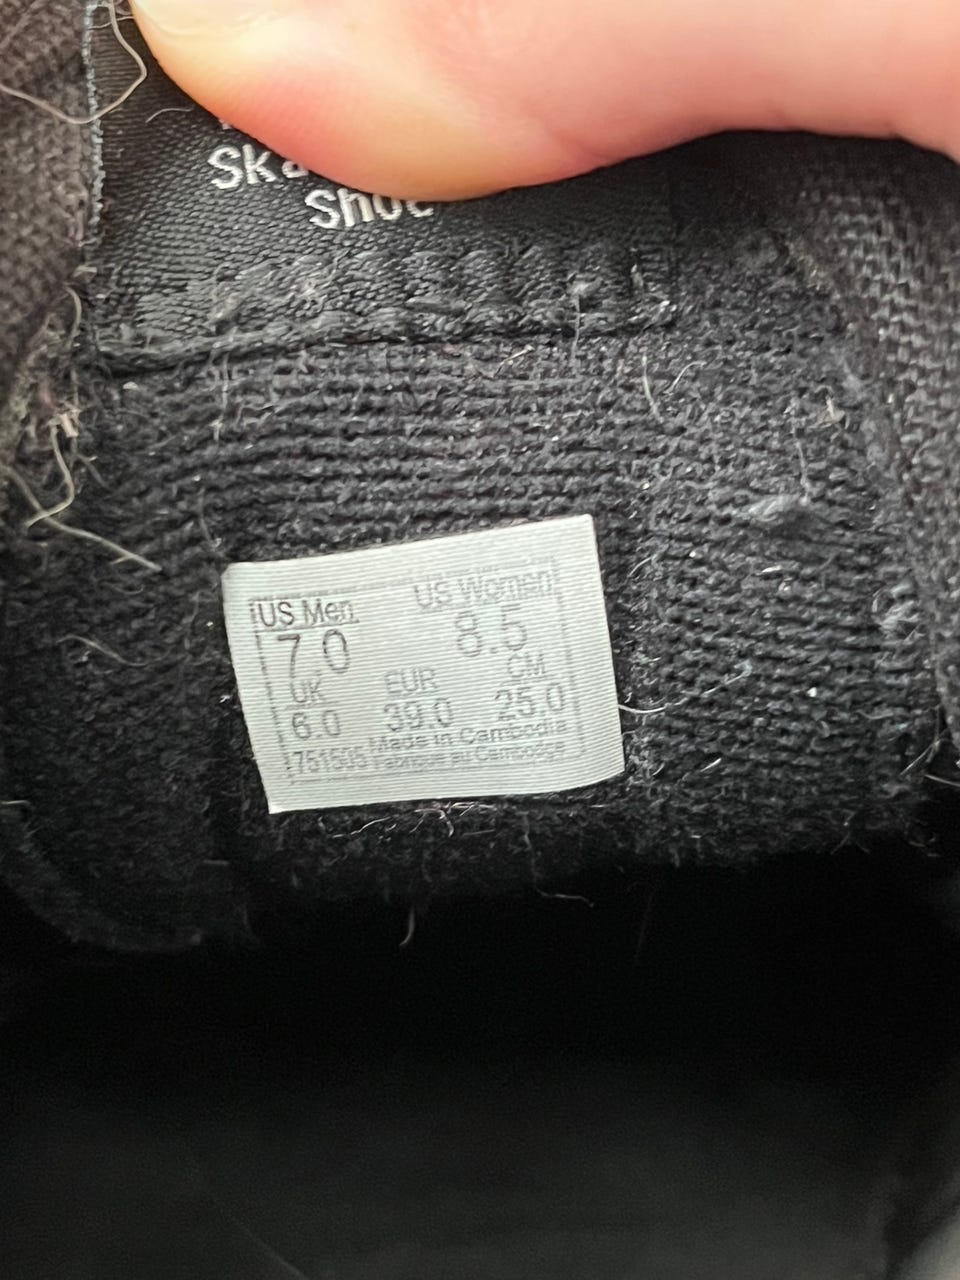 US Men US Women
7.0 8.5
UK EUR CM
6.0 39.0 25.0
751505 Made in Cambodia
Fabriqué au Cambodge